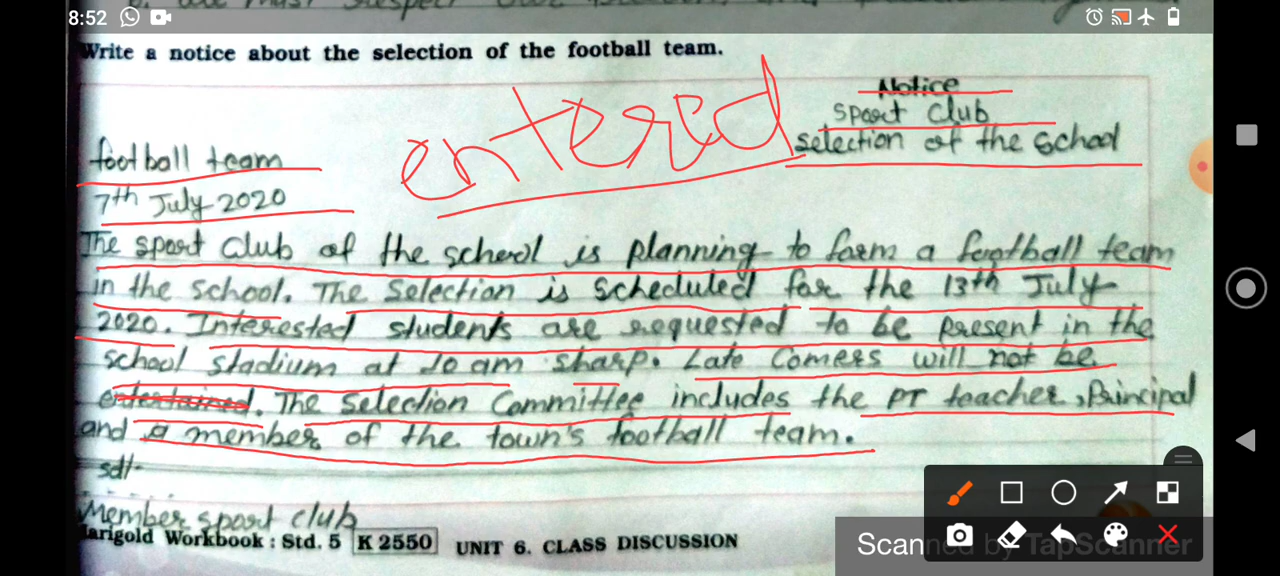 8:52
Write a notice about the selection of the football team.
entered
Notice
sport Club
selection of the school
football team
7th July 2020
The sport club of the school is planning to form a football team
in the school. The Selection is Scheduled for the 13th July
2020. Interested students are requested to be present in the
school stadium at 10 am sharp. Late Comers will not be
entertained. The Selection Committee includes the PT teacher, Principal
and a member of the town's football team.
sd/-
Member sport club
arigold Workbook : Std. 5 K 2550 UNIT 6. CLASS DISCUSSION
Scanned by TapScanner